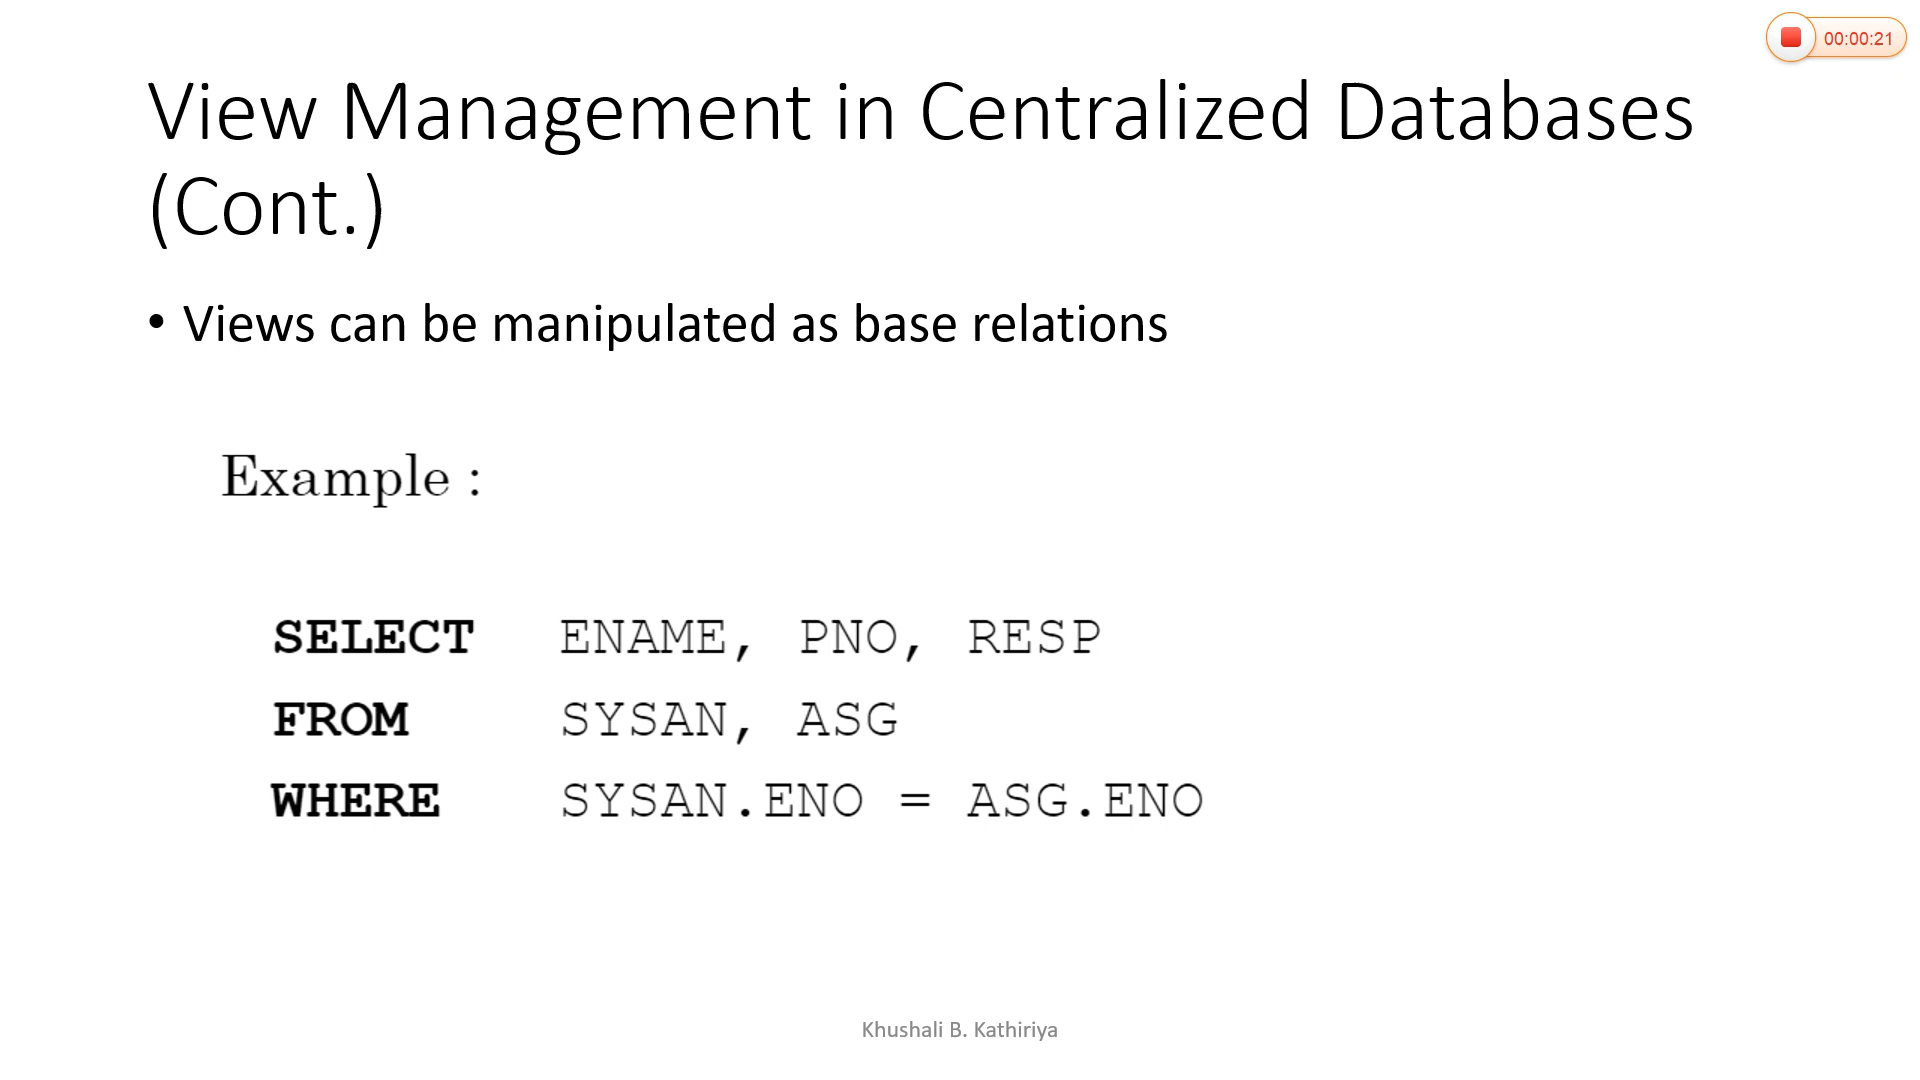 00:00:21
View Management in Centralized Databases
(Cont.)
• Views can be manipulated as base relations
Example :
SELECT ENAME, PNO, RESP
FROM SYSAN, ASG
WHERE SYSAN.ENO = ASG.ENO
Khushali B. Kathiriya